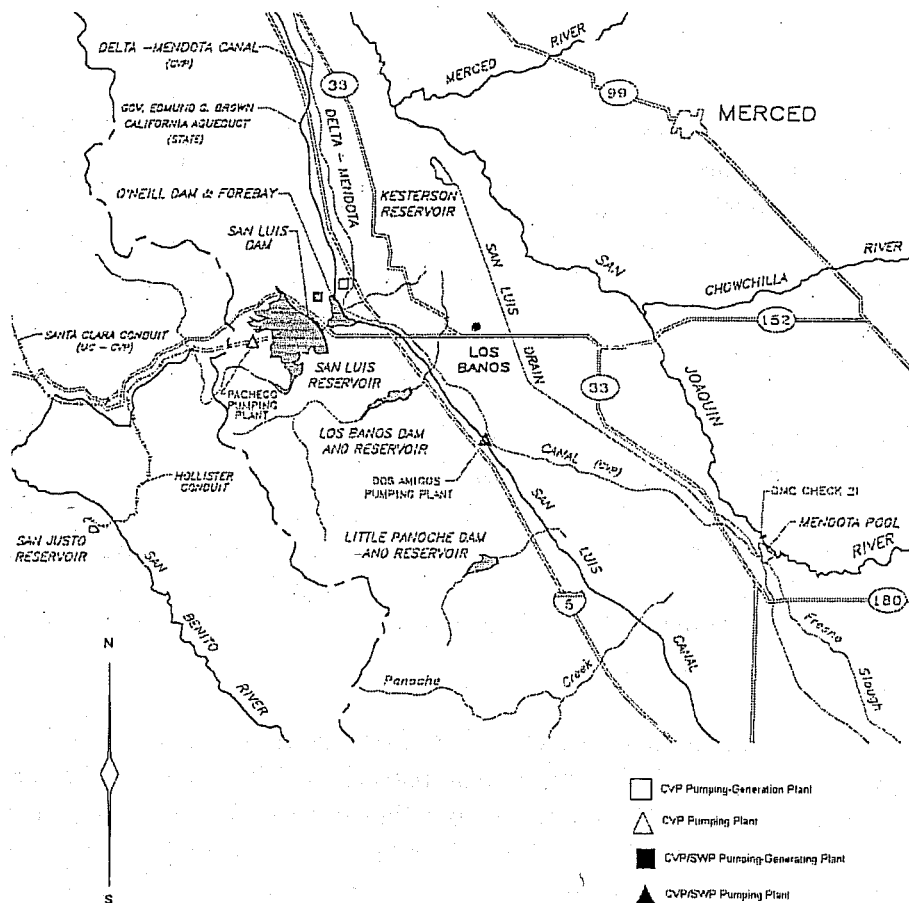 DELTA-MENDOTA CANAL
(CVP)
GOV. EDMUND G. BROWN
CALIFORNIA AQUEDUCT
(STATE)
O'NEILL DAM & FOREBAY
SAN LUIS
DAM
33
DELTA - MENDOTA
MERCED RIVER
99
MERCED
KESTERSON
RESERVOIR
SAN LUIS DRAIN
SAN JOAQUIN RIVER
CHOWCHILLA RIVER
152
SANTA CLARA CONDUIT
PACHECO
PUMPING
PLANT
SAN LUIS
RESERVOIR
LOS
BANOS
33
LOS BANOS DAM
AND RESERVOIR
CANAL (CVP)
DOS AMIGOS
PUMPING PLANT
HOLLISTER
CONDUIT
SAN JUSTO
RESERVOIR
SAN BENITO RIVER
LITTLE PANOCHE DAM
AND RESERVOIR
SAN LUIS CANAL
5
DMC CHECK 21
MENDOTA POOL
180
Fresno Slough
Panoche Creek
N
S
CVP Pumping-Generation Plant
CVP Pumping Plant
CVP/SWP Pumping-Generating Plant
CVP/SWP Pumping Plant